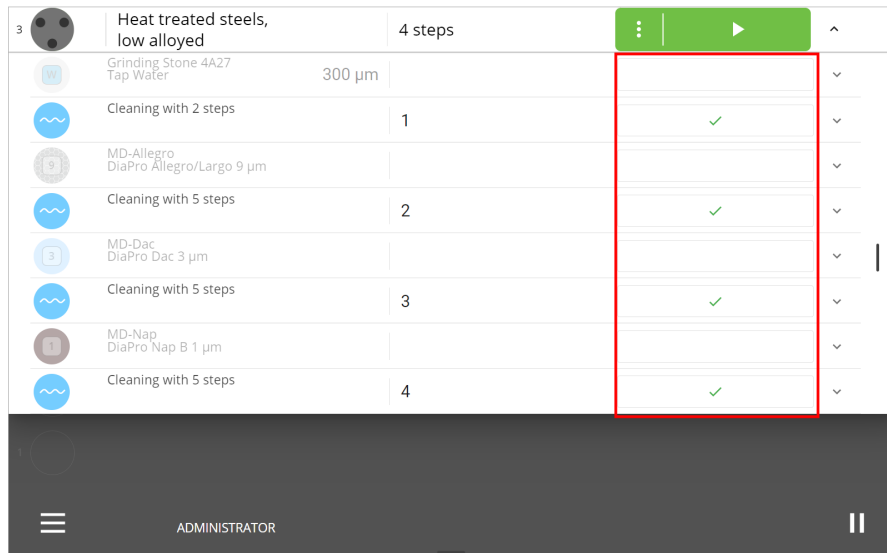 3
Heat treated steels,
low alloyed
4 steps
W
Grinding Stone 4A27
Tap Water
300 µm
Cleaning with 2 steps
1
9
MD-Allegro
DiaPro Allegro/Largo 9 µm
Cleaning with 5 steps
2
3
MD-Dac
DiaPro Dac 3 µm
Cleaning with 5 steps
3
1
MD-Nap
DiaPro Nap B 1 µm
Cleaning with 5 steps
4
1
ADMINISTRATOR